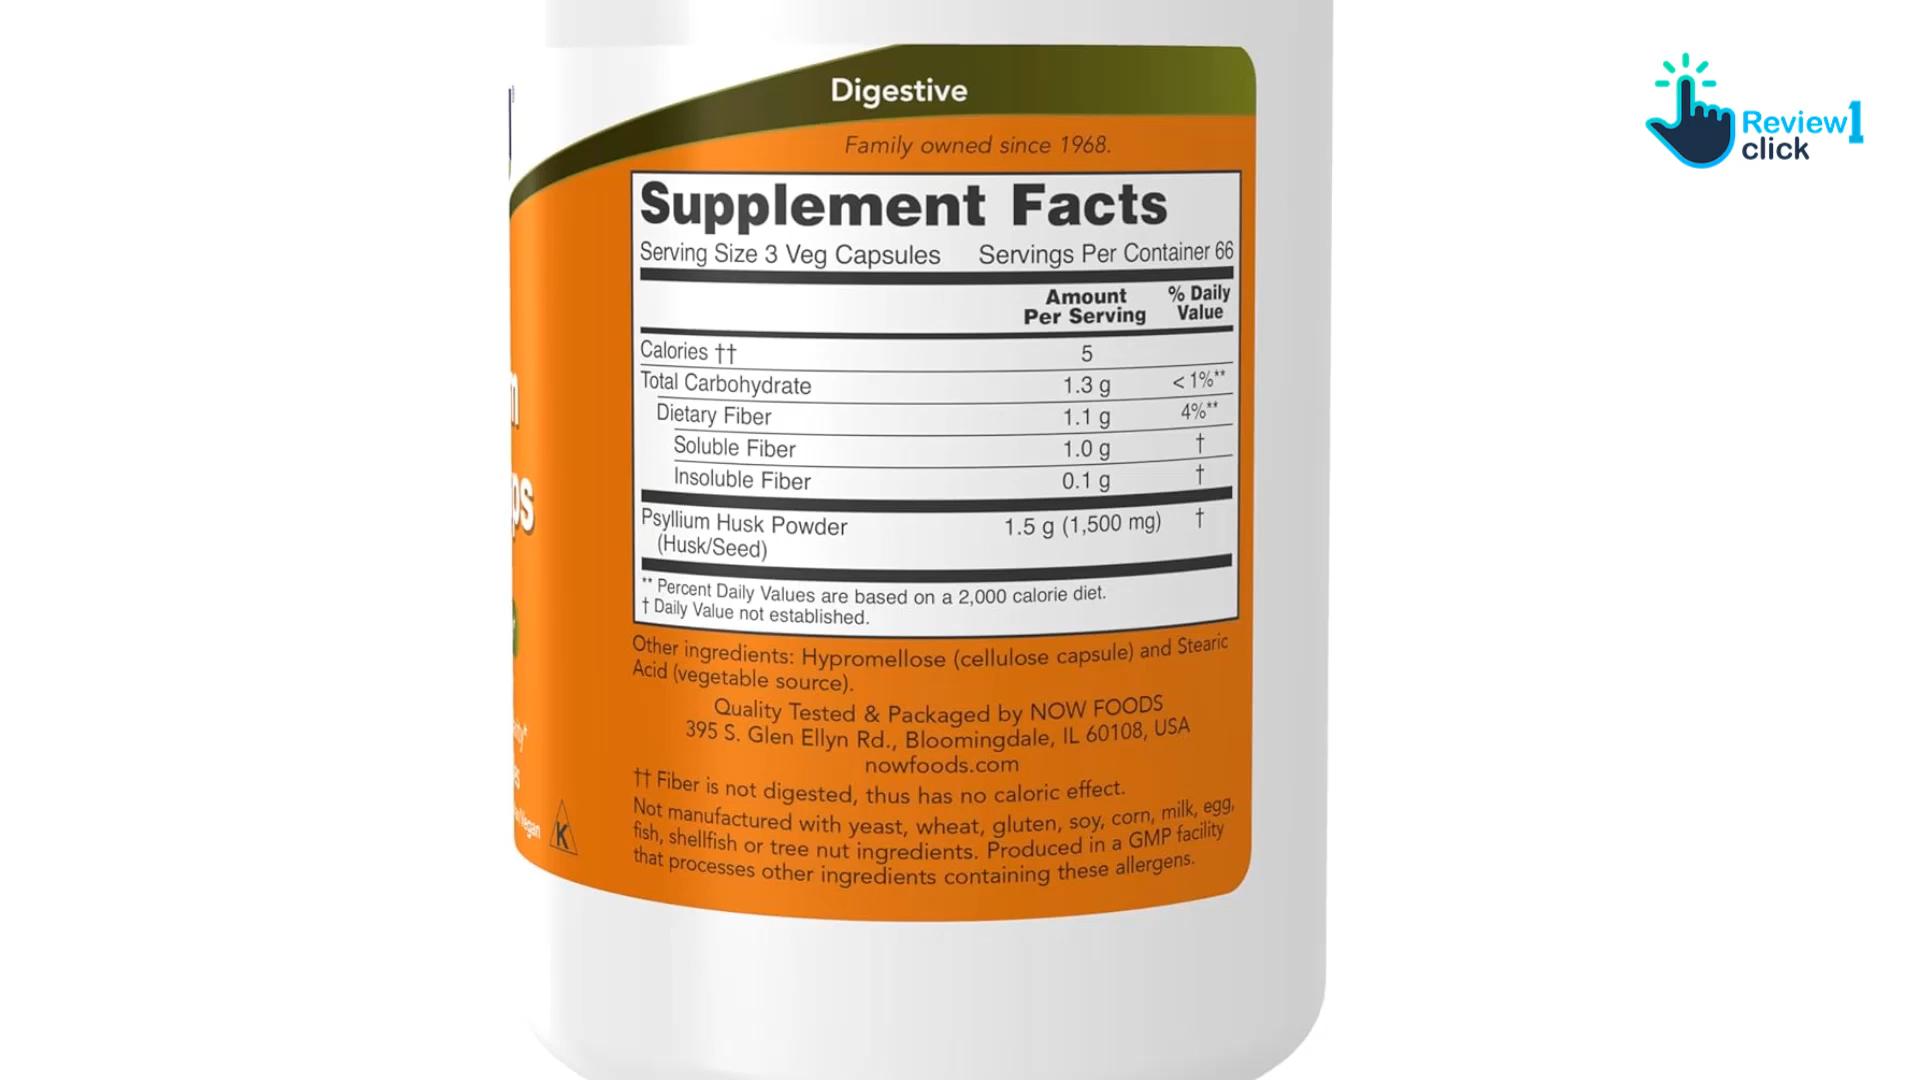 Digestive
Family owned since 1968.
Supplement Facts
Serving Size 3 Veg Capsules Servings Per Container 66
Amount Per Serving % Daily Value
Calories †† 5
Total Carbohydrate 1.3 g < 1%**
Dietary Fiber 1.1 g 4%**
Soluble Fiber 1.0 g †
Insoluble Fiber 0.1 g †
Psyllium Husk Powder 1.5 g (1,500 mg) †
(Husk/Seed)
** Percent Daily Values are based on a 2,000 calorie diet.
† Daily Value not established.
Other ingredients: Hypromellose (cellulose capsule) and Stearic
Acid (vegetable source).
Quality Tested & Packaged by NOW FOODS
395 S. Glen Ellyn Rd., Bloomingdale, IL 60108, USA
nowfoods.com
†† Fiber is not digested, thus has no caloric effect.
Not manufactured with yeast, wheat, gluten, soy, corn, milk, egg,
fish, shellfish or tree nut ingredients. Produced in a GMP facility
that processes other ingredients containing these allergens.
K
Review1
click